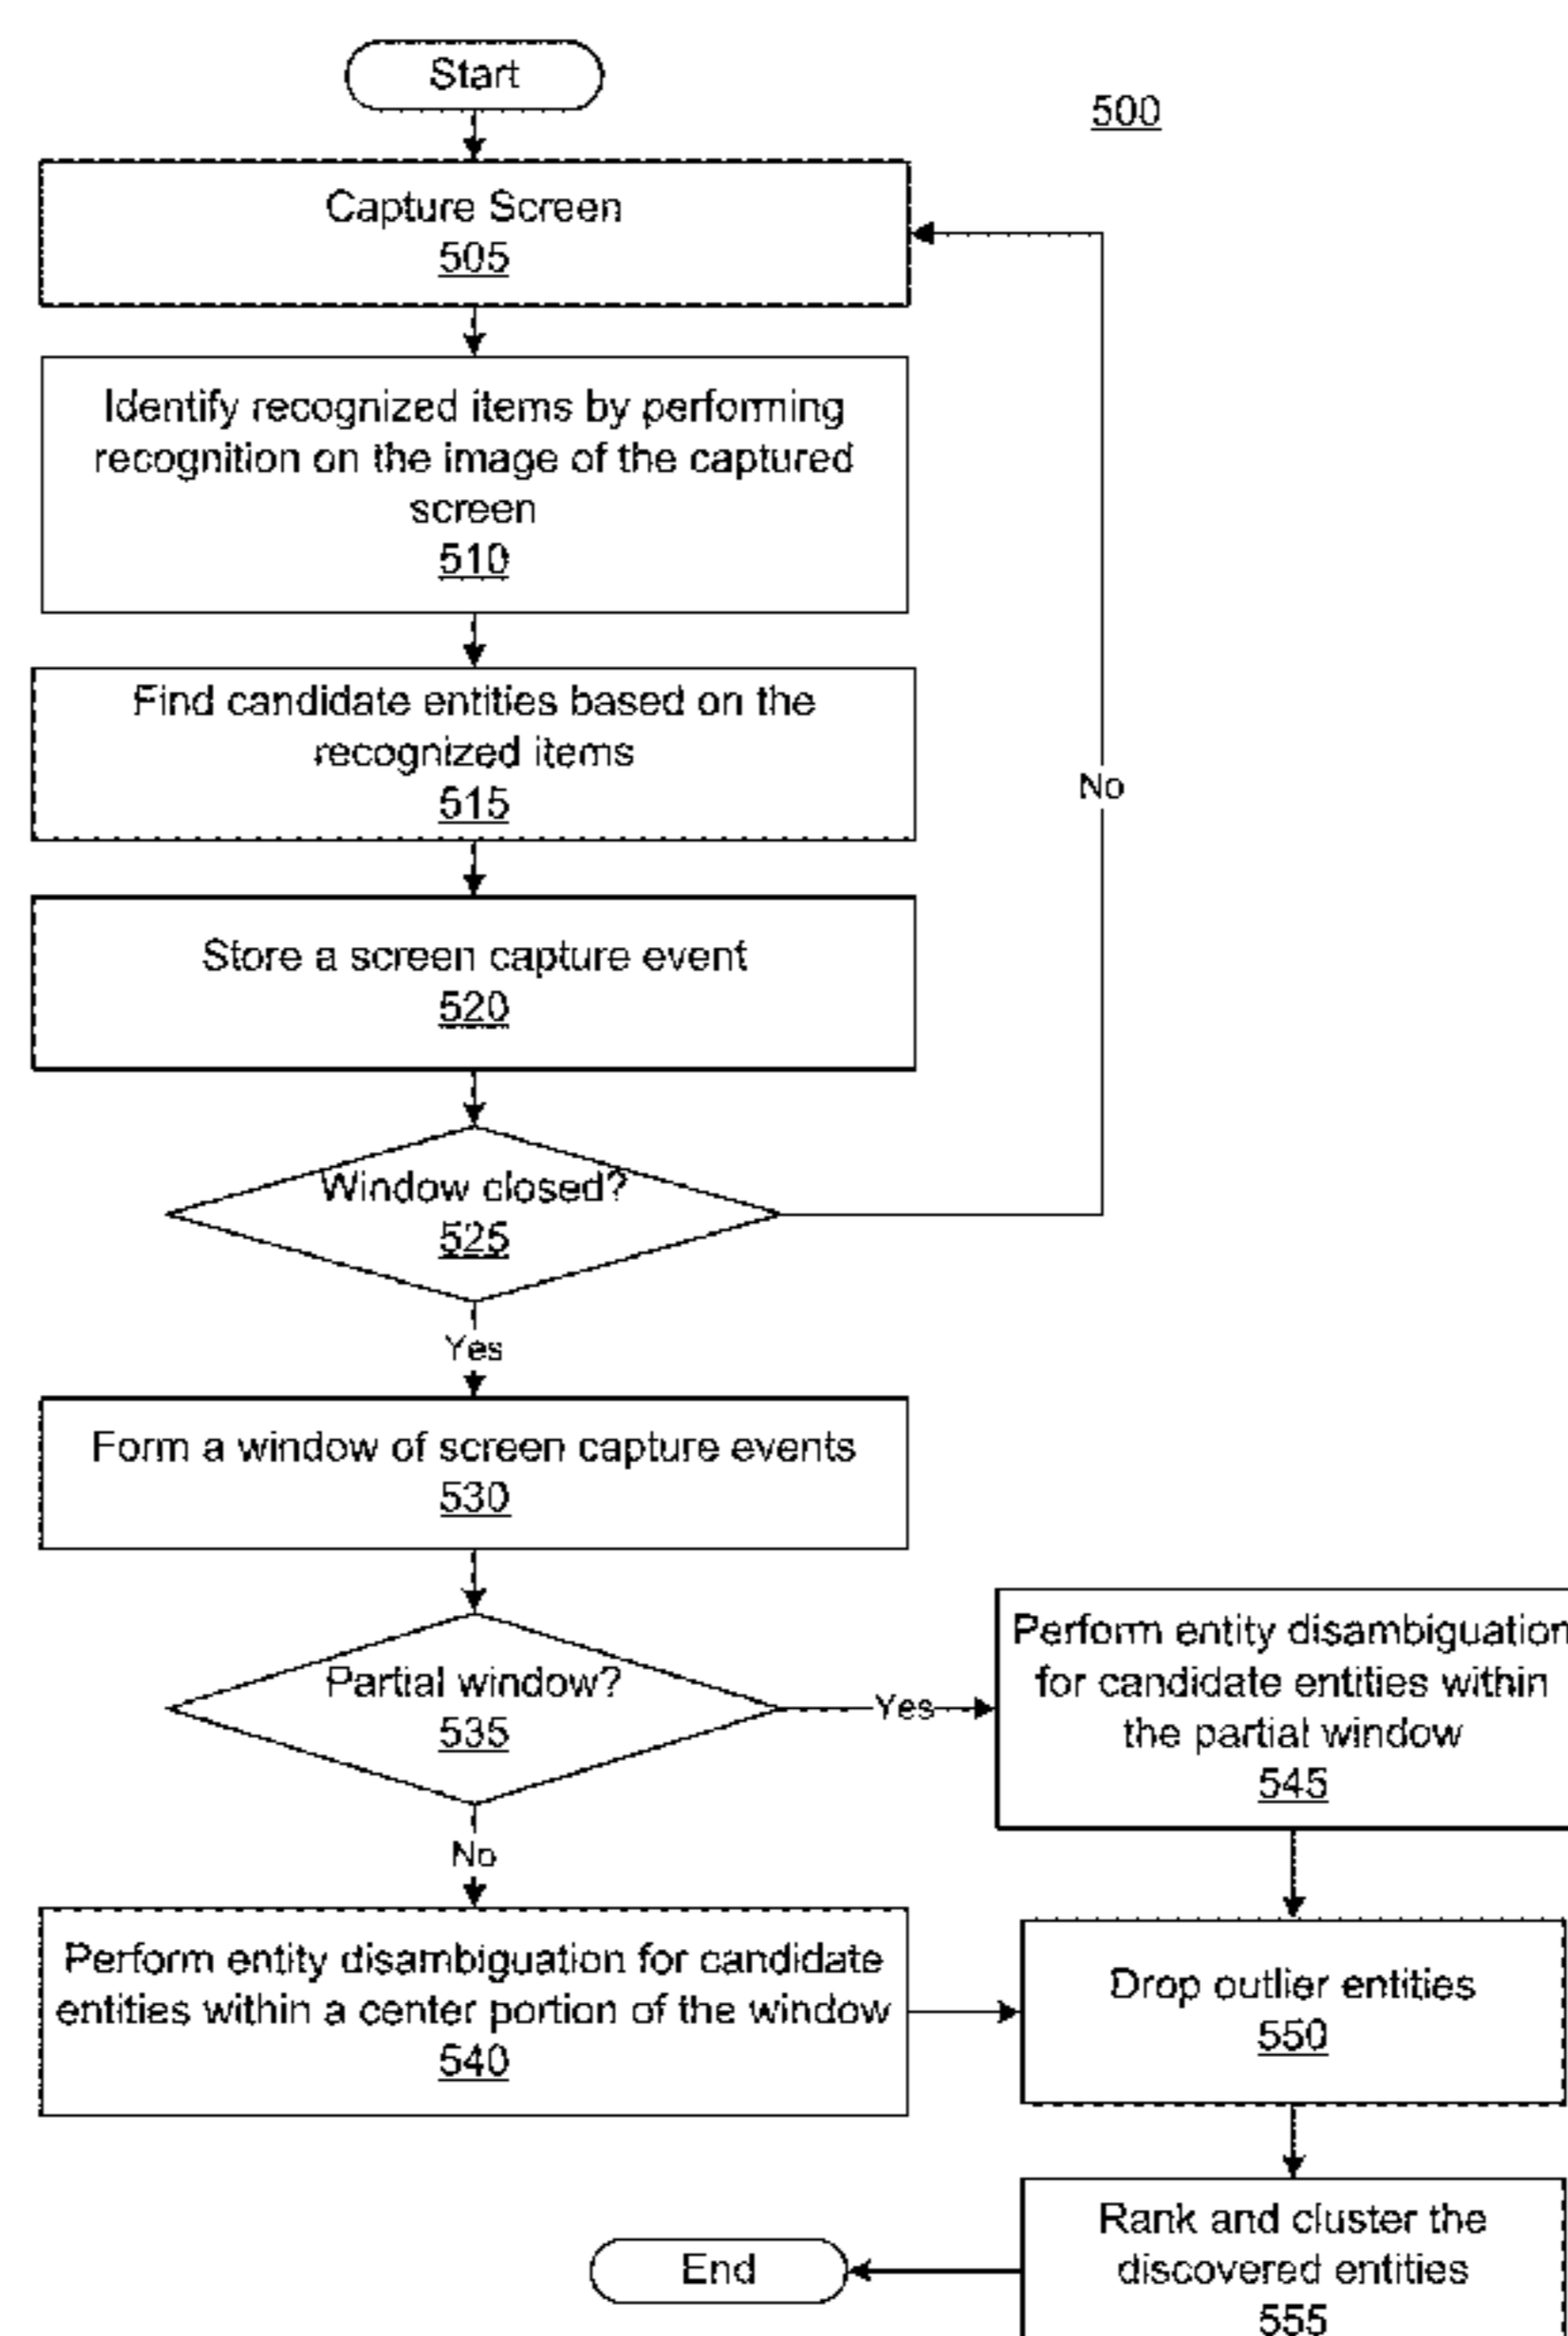 Start
500
Capture Screen
505
Identify recognized items by performing
recognition on the image of the captured
screen
510
Find candidate entities based on the
recognized items
515
No
Store a screen capture event
520
Window closed?
525
Yes
Form a window of screen capture events
530
Partial window?
535
Yes
Perform entity disambiguation
for candidate entities within
the partial window
545
No
Perform entity disambiguation for candidate
entities within a center portion of the window
540
Drop outlier entities
550
Rank and cluster the
discovered entities
555
End